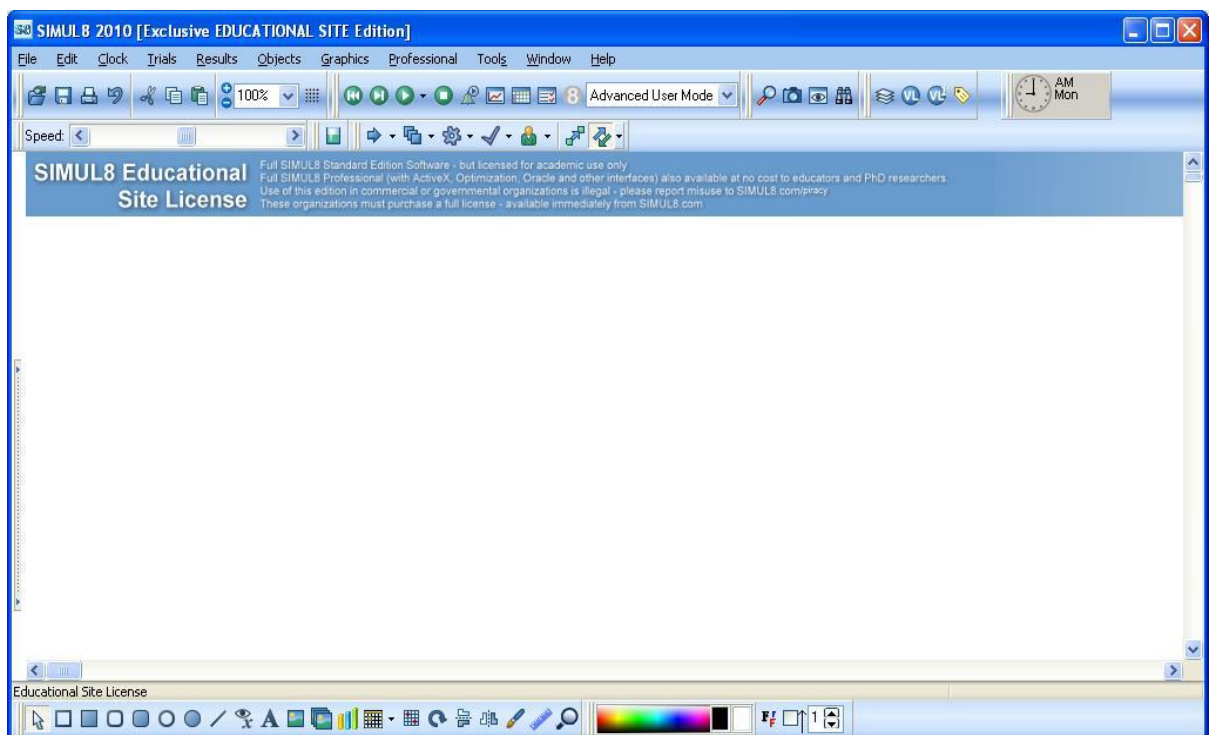 SIMUL8 2010 [Exclusive EDUCATIONAL SITE Edition]
File Edit Clock Trials Results Objects Graphics Professional Tools Window Help
100% Advanced User Mode AM
Mon
Speed:
SIMUL8 Educational
Site License
Full SIMUL8 Standard Edition Software - but licensed for academic use only
Full SIMUL8 Professional (with ActiveX, Optimization, Oracle and other interfaces) also available at no cost to educators and PhD researchers.
Use of this edition in commercial or governmental organizations is illegal - please report misuse to SIMUL8.com/piracy
These organizations must purchase a full license - available immediately from SIMUL8.com
Educational Site License
1